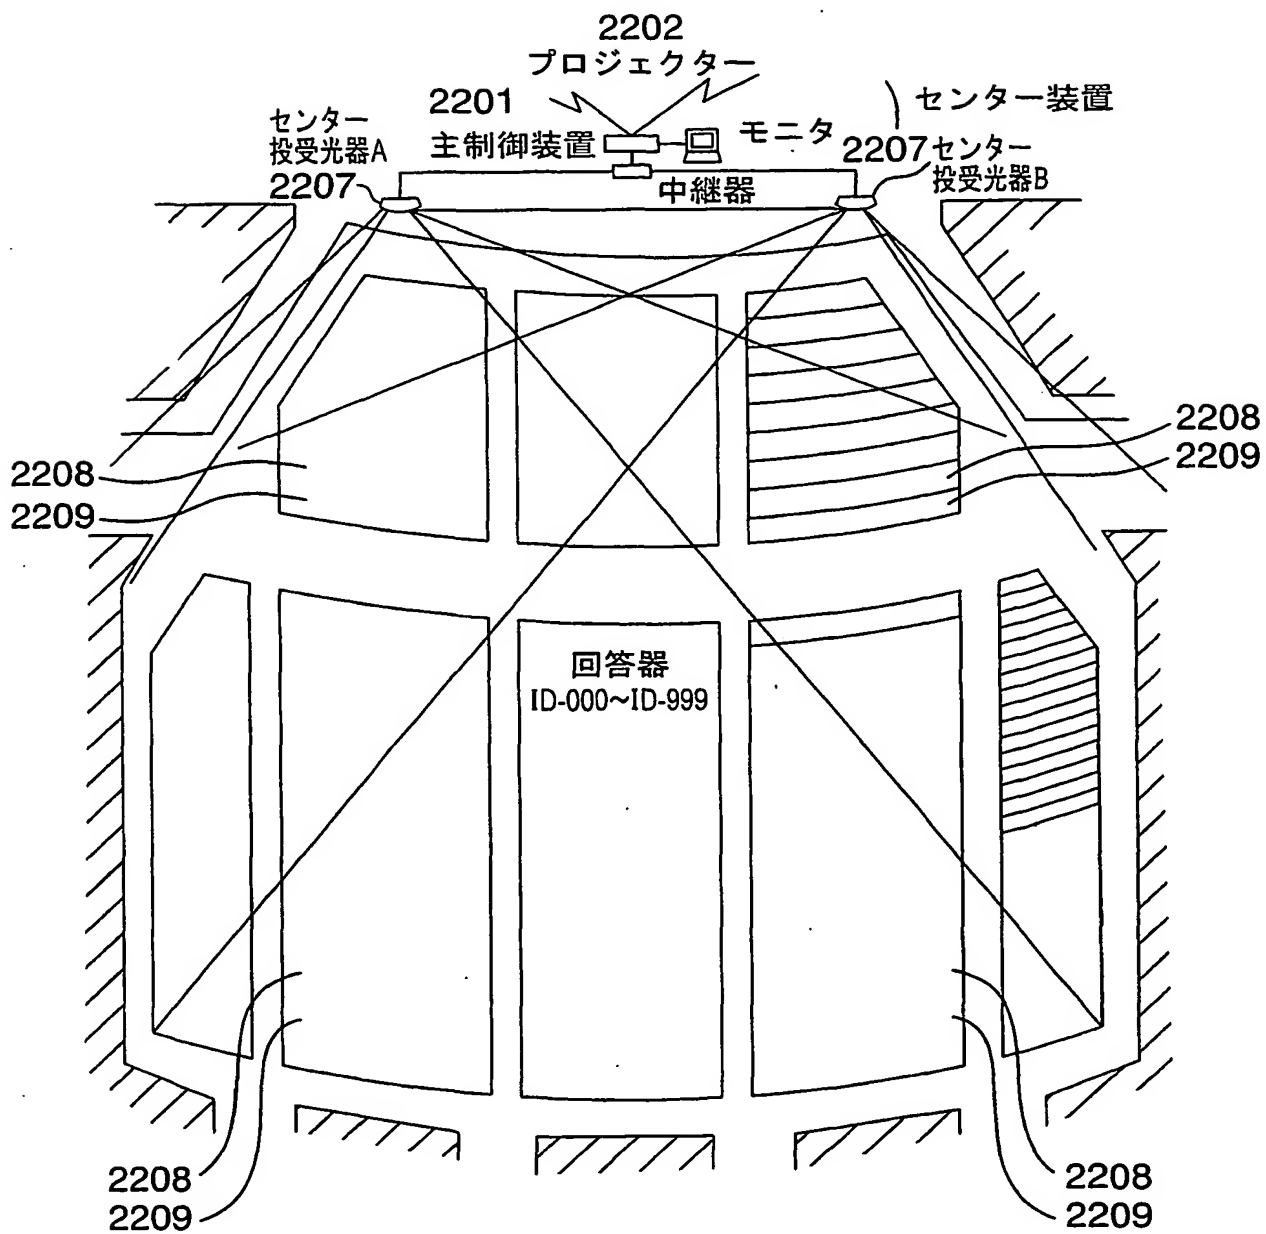 2202
プロジェクター
2201
主制御装置
モニタ
センター装置
センター
投受光器A
2207
中継器
2207
センター
投受光器B
2208
2209
2208
2209
回答器
ID-000～ID-999
2208
2209
2208
2209